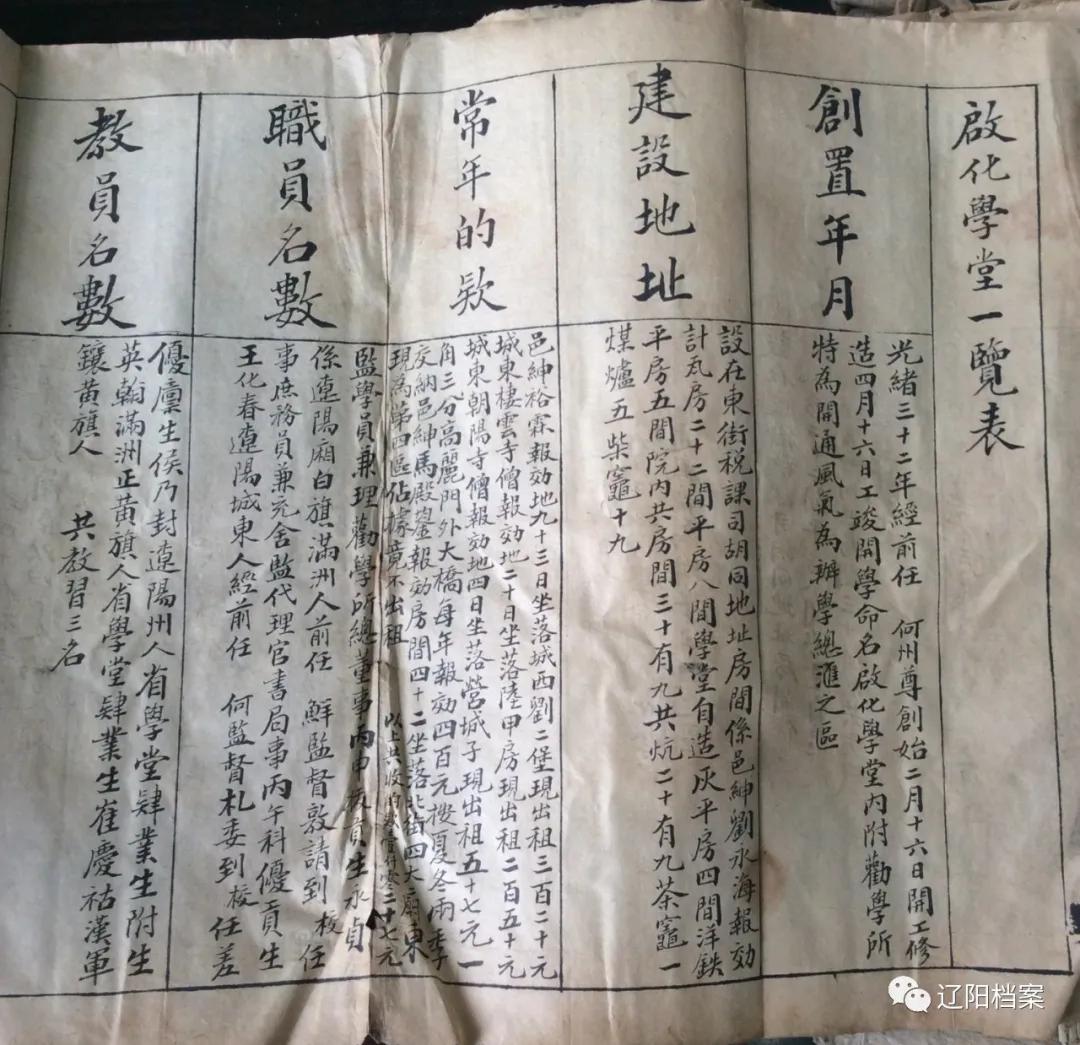 啟化學堂一覽表
創置年月
光緒三十二年經前任　何州尊創始二月十六日開工修
造四月十六日工竣開學命名啟化學堂內附勸學所
特為開通風氣為辦學總滙之區
建設地址
設在東街税課司胡同地址房間係邑紳劉永海報効
計瓦房二十二間平房八間學堂自造灰平房四間洋鉄
平房五間院內共房間三十有九共炕二十有九茶竈一
煤爐五柴竈十九
常年的欵
邑紳裕霖報効地九十三日坐落城西劉二堡現出租三百二十元
城東棲雲寺僧報効地二十日坐落陸甲房現出租二百五十元
城東朝陽寺僧報効地四日坐落營城子現出租五十七元一
角三分高麗門外大橋每年報効四百元按夏冬兩季
交納邑紳馬殿鋆報効房間四十二坐落北街四大廟東
現為第四區佔據竟不出租　以上共收的欵壹仟零二十七元
職員名數
監學員兼理勸學所總董事丙申拔貢生永貞
係遼陽廂白旗滿洲人前任　鮮監督敦請到校任
事庶務員兼充舍監代理官書局事丙午科優貢生
王化春遼陽城東人經前任　何監督札委到校任差
教員名數
優廩生侯乃封遼陽州人省學堂肄業生附生
英翰滿洲正黃旗人省學堂肄業生崔慶祜漢軍
鑲黃旗人　共教習三名
辽阳档案